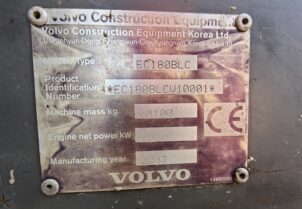 Volvo Construction Equipment
Volvo Construction Equipment Korea Ltd.
Model Type EC180BLC
Product
Identification *EC180BLCV10001*
Number
Machine mass kg 18100
Engine net power kW
Manufacturing year
CE
VOLVO